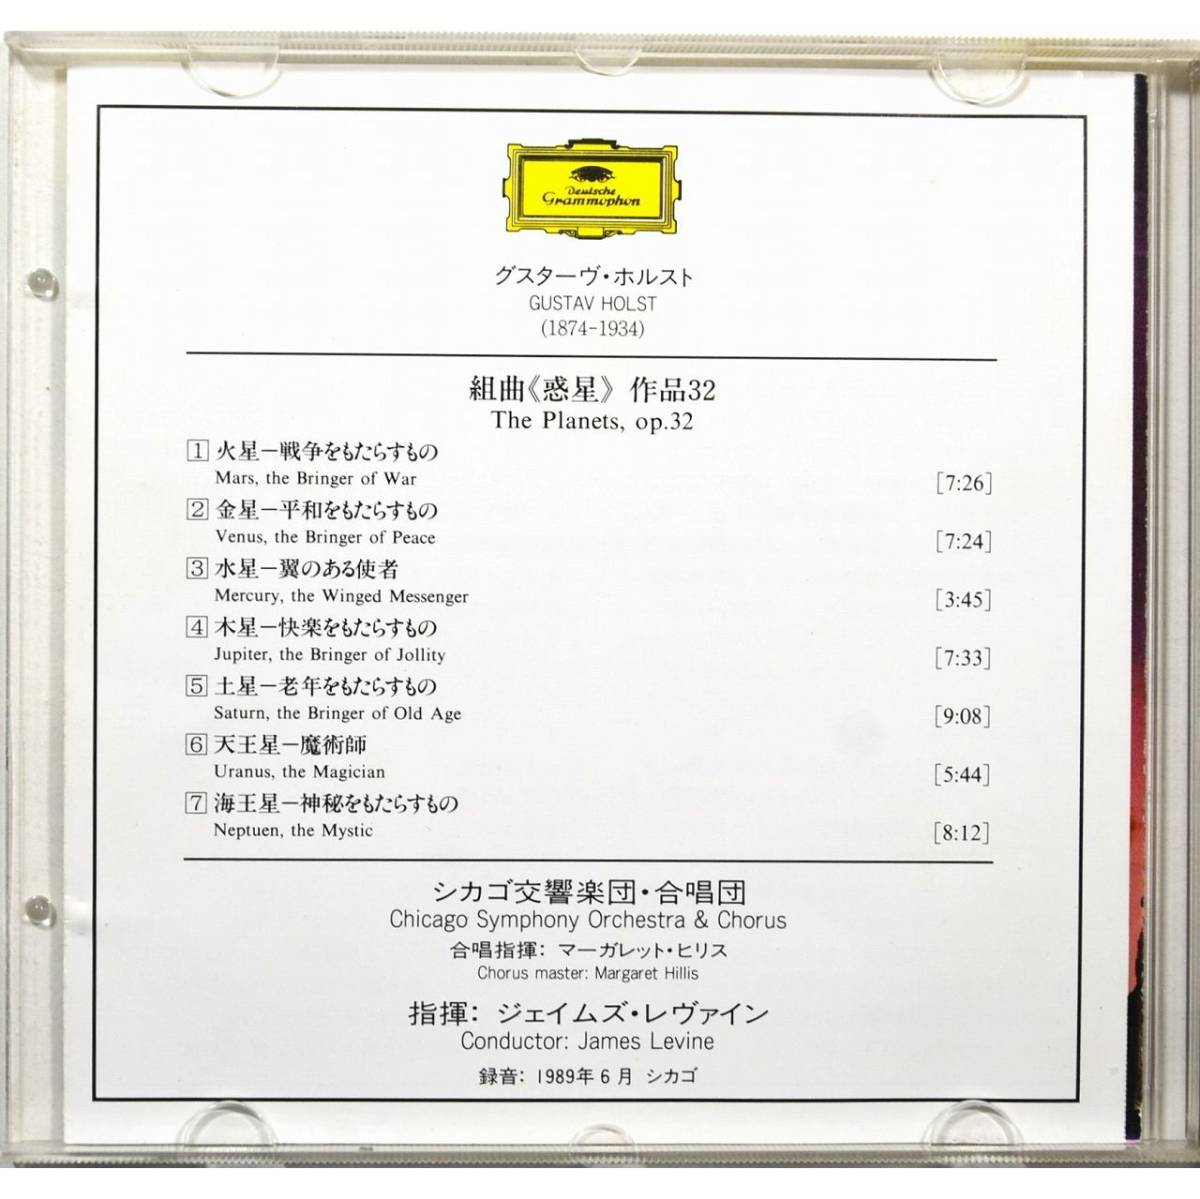 Deutsche
Grammophon
グスターヴ・ホルスト
GUSTAV HOLST
(1874-1934)
組曲《惑星》 作品32
The Planets, op.32
1 火星－戦争をもたらすもの
Mars, the Bringer of War [7:26]
2 金星－平和をもたらすもの
Venus, the Bringer of Peace [7:24]
3 水星－翼のある使者
Mercury, the Winged Messenger [3:45]
4 木星－快楽をもたらすもの
Jupiter, the Bringer of Jollity [7:33]
5 土星－老年をもたらすもの
Saturn, the Bringer of Old Age [9:08]
6 天王星－魔術師
Uranus, the Magician [5:44]
7 海王星－神秘をもたらすもの
Neptuen, the Mystic [8:12]
シカゴ交響楽団・合唱団
Chicago Symphony Orchestra & Chorus
合唱指揮: マーガレット・ヒリス
Chorus master: Margaret Hillis
指揮: ジェイムズ・レヴァイン
Conductor: James Levine
録音: 1989年6月 シカゴ